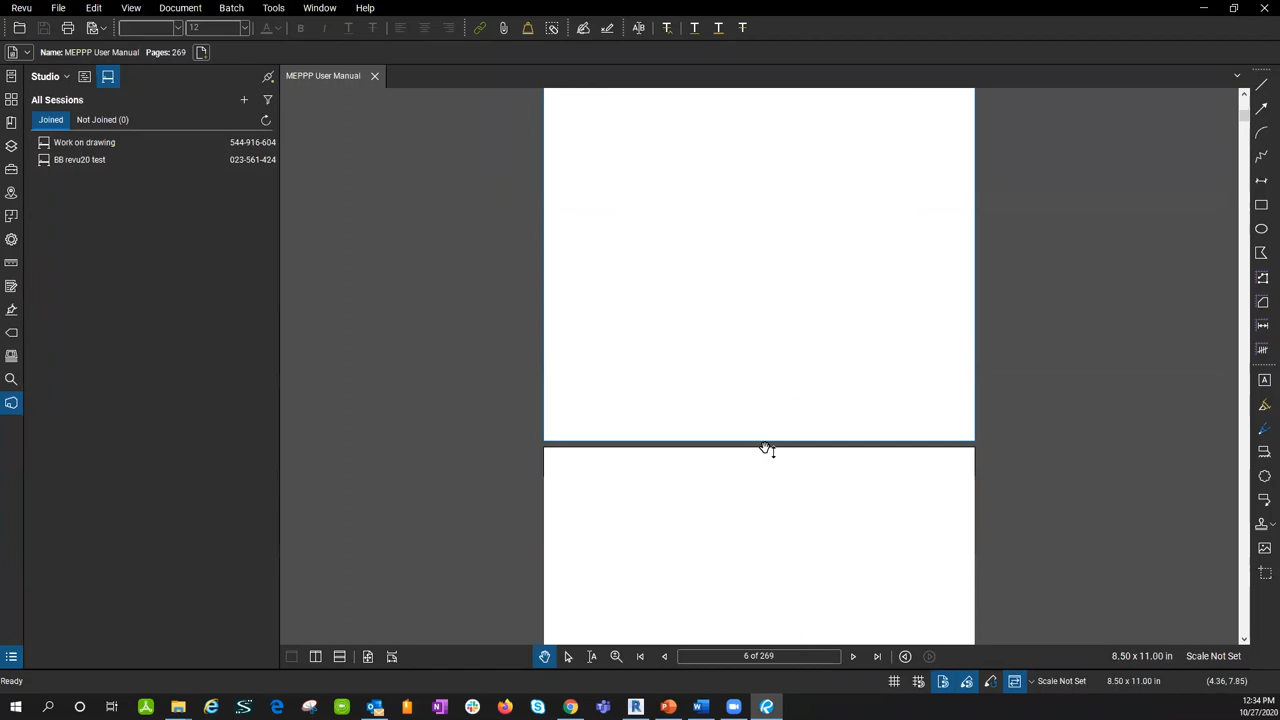 Revu File Edit View Document Batch Tools Window Help
12
Name: MEPPP User Manual Pages: 269
Studio
MEPPP User Manual
All Sessions
Joined Not Joined (0)
Work on drawing 544-916-604
BB revu20 test 023-561-424
6 of 269 8.50 x 11.00 in Scale Not Set
Ready Scale Not Set 8.50 x 11.00 in (4.36, 7.85)
12:34 PM
10/27/2020